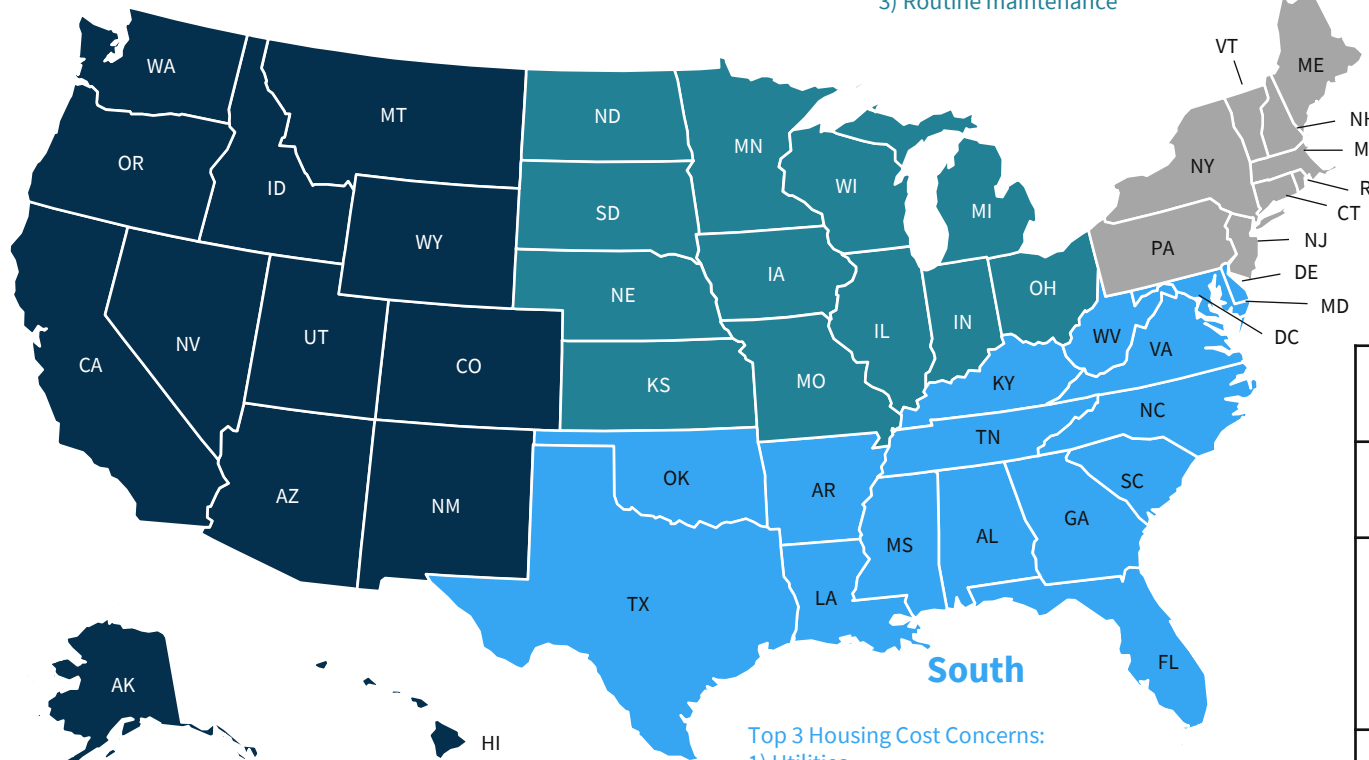 3) Routine maintenance
VT
ME
WA
MT
ND
MN
NH
OR
ID
SD
WI
MI
NY
M
R
CT
WY
NJ
PA
IA
NE
OH
DE
MD
NV
UT
CO
IL
IN
WV
DC
CA
KS
MO
KY
VA
NC
TN
AZ
NM
OK
AR
SC
GA
MS
AL
TX
LA
FL
South
AK
HI
Top 3 Housing Cost Concerns:
1) Utilities